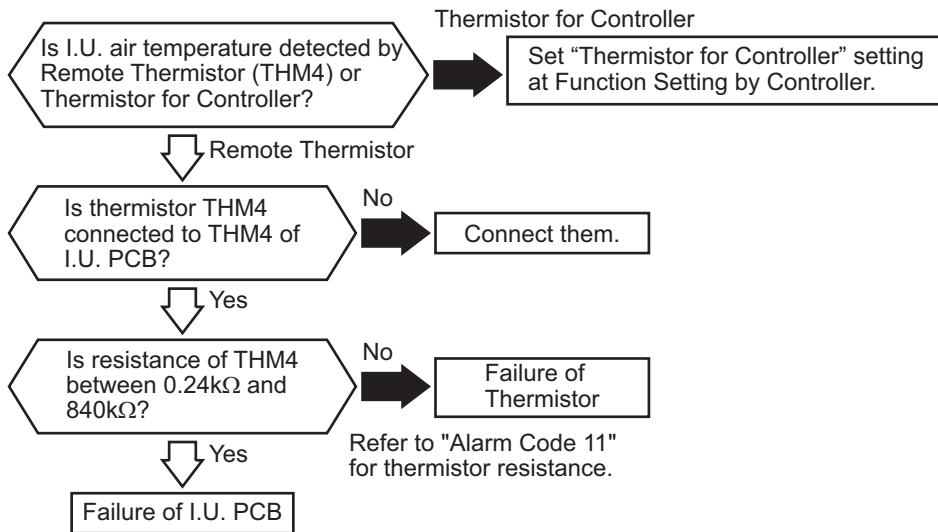 Is I.U. air temperature detected by
Remote Thermistor (THM4) or
Thermistor for Controller?
Thermistor for Controller
Set “Thermistor for Controller” setting
at Function Setting by Controller.
Remote Thermistor
Is thermistor THM4
connected to THM4 of
I.U. PCB?
No
Connect them.
Yes
Is resistance of THM4
between 0.24kΩ and
840kΩ?
No
Failure of
Thermistor
Refer to "Alarm Code 11"
for thermistor resistance.
Yes
Failure of I.U. PCB